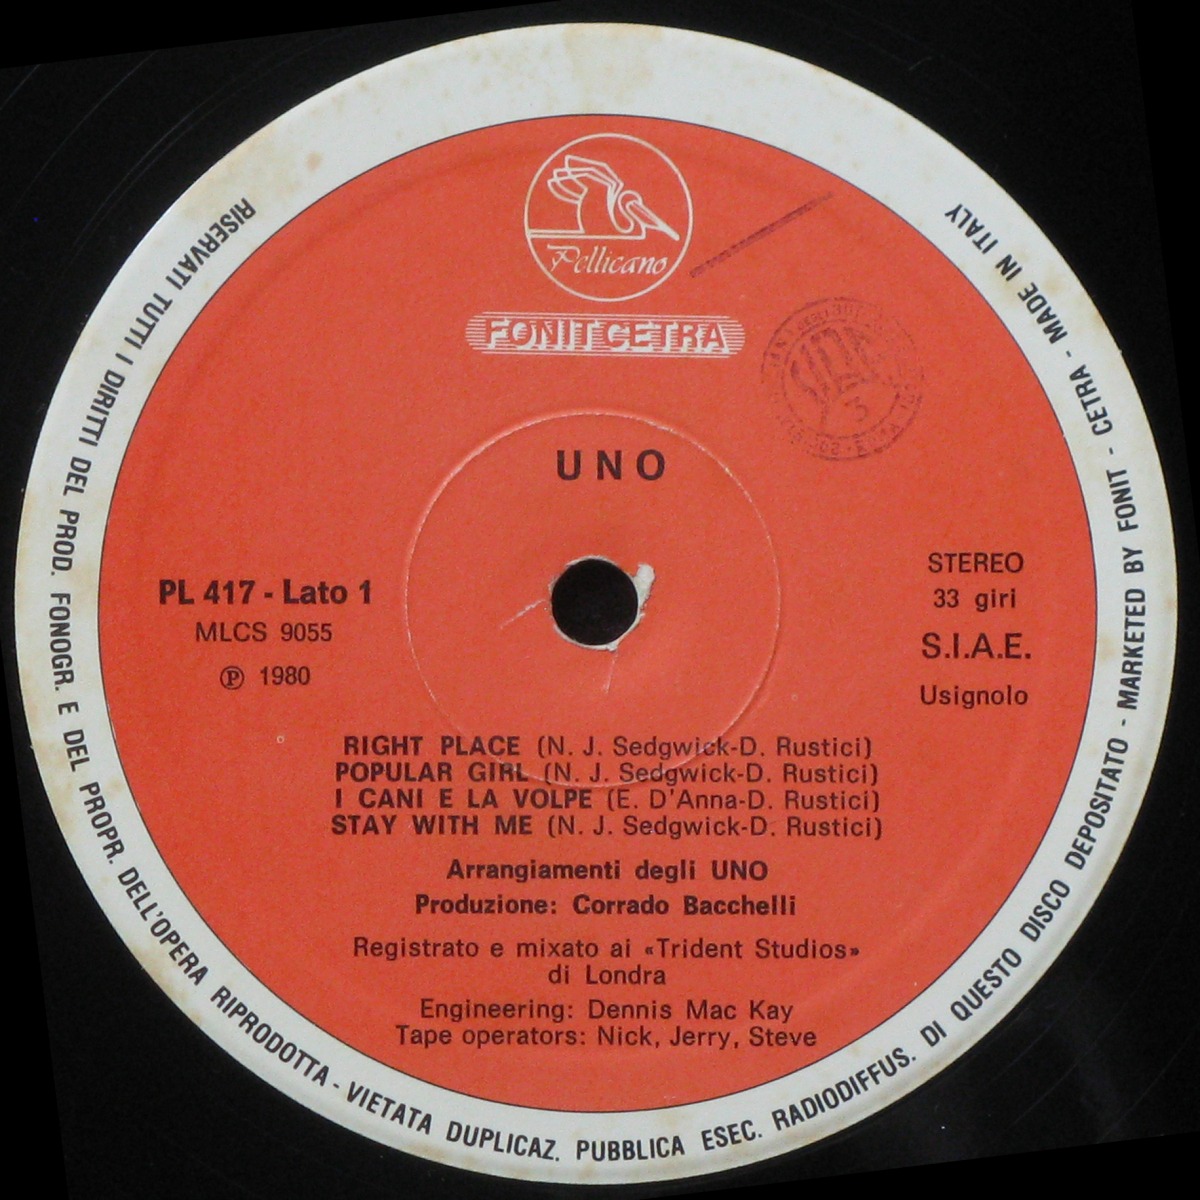 Pellicano
FONIT CETRA
UNO
PL 417 - Lato 1
MLCS 9055
℗ 1980
STEREO
33 giri
S.I.A.E.
Usignolo
RIGHT PLACE (N. J. Sedgwick-D. Rustici)
POPULAR GIRL (N. J. Sedgwick-D. Rustici)
I CANI E LA VOLPE (E. D'Anna-D. Rustici)
STAY WITH ME (N. J. Sedgwick-D. Rustici)
Arrangiamenti degli UNO
Produzione: Corrado Bacchelli
Registrato e mixato ai «Trident Studios»
di Londra
Engineering: Dennis Mac Kay
Tape operators: Nick, Jerry, Steve
RISERVATI TUTTI I DIRITTI DEL PROD. FONOGR. E DEL PROPR. DELL'OPERA RIPRODOTTA - VIETATA DUPLICAZ. PUBBLICA ESEC. RADIODIFFUS. DI QUESTO DISCO DEPOSITATO - MARKETED BY FONIT - CETRA - MADE IN ITALY